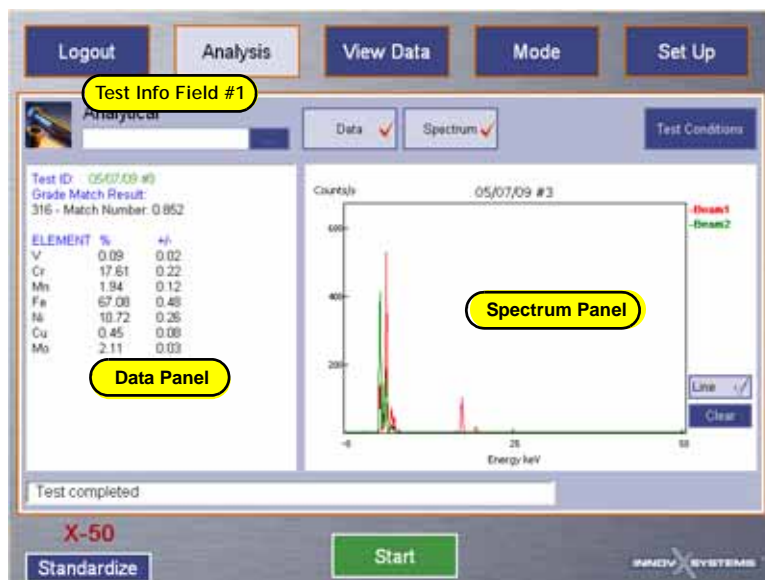 Logout Analysis View Data Mode Set Up
Test Info Field #1
Analytical
Data Spectrum Test Conditions
Test ID: 05/07/09 #3
Grade Match Result:
316 - Match Number: 0.852
ELEMENT % +/-
V 0.09 0.02
Cr 17.61 0.22
Mn 1.94 0.12
Fe 67.08 0.48
Ni 10.72 0.26
Cu 0.45 0.08
Mo 2.11 0.03
Data Panel
Counts/s 05/07/09 #3
-Beam1
-Beam2
600-
400-
200-
Spectrum Panel
Line
Clear
-0 25 50
Energy keV
Test completed
X-50
Standardize
Start
INNOV X SYSTEMS